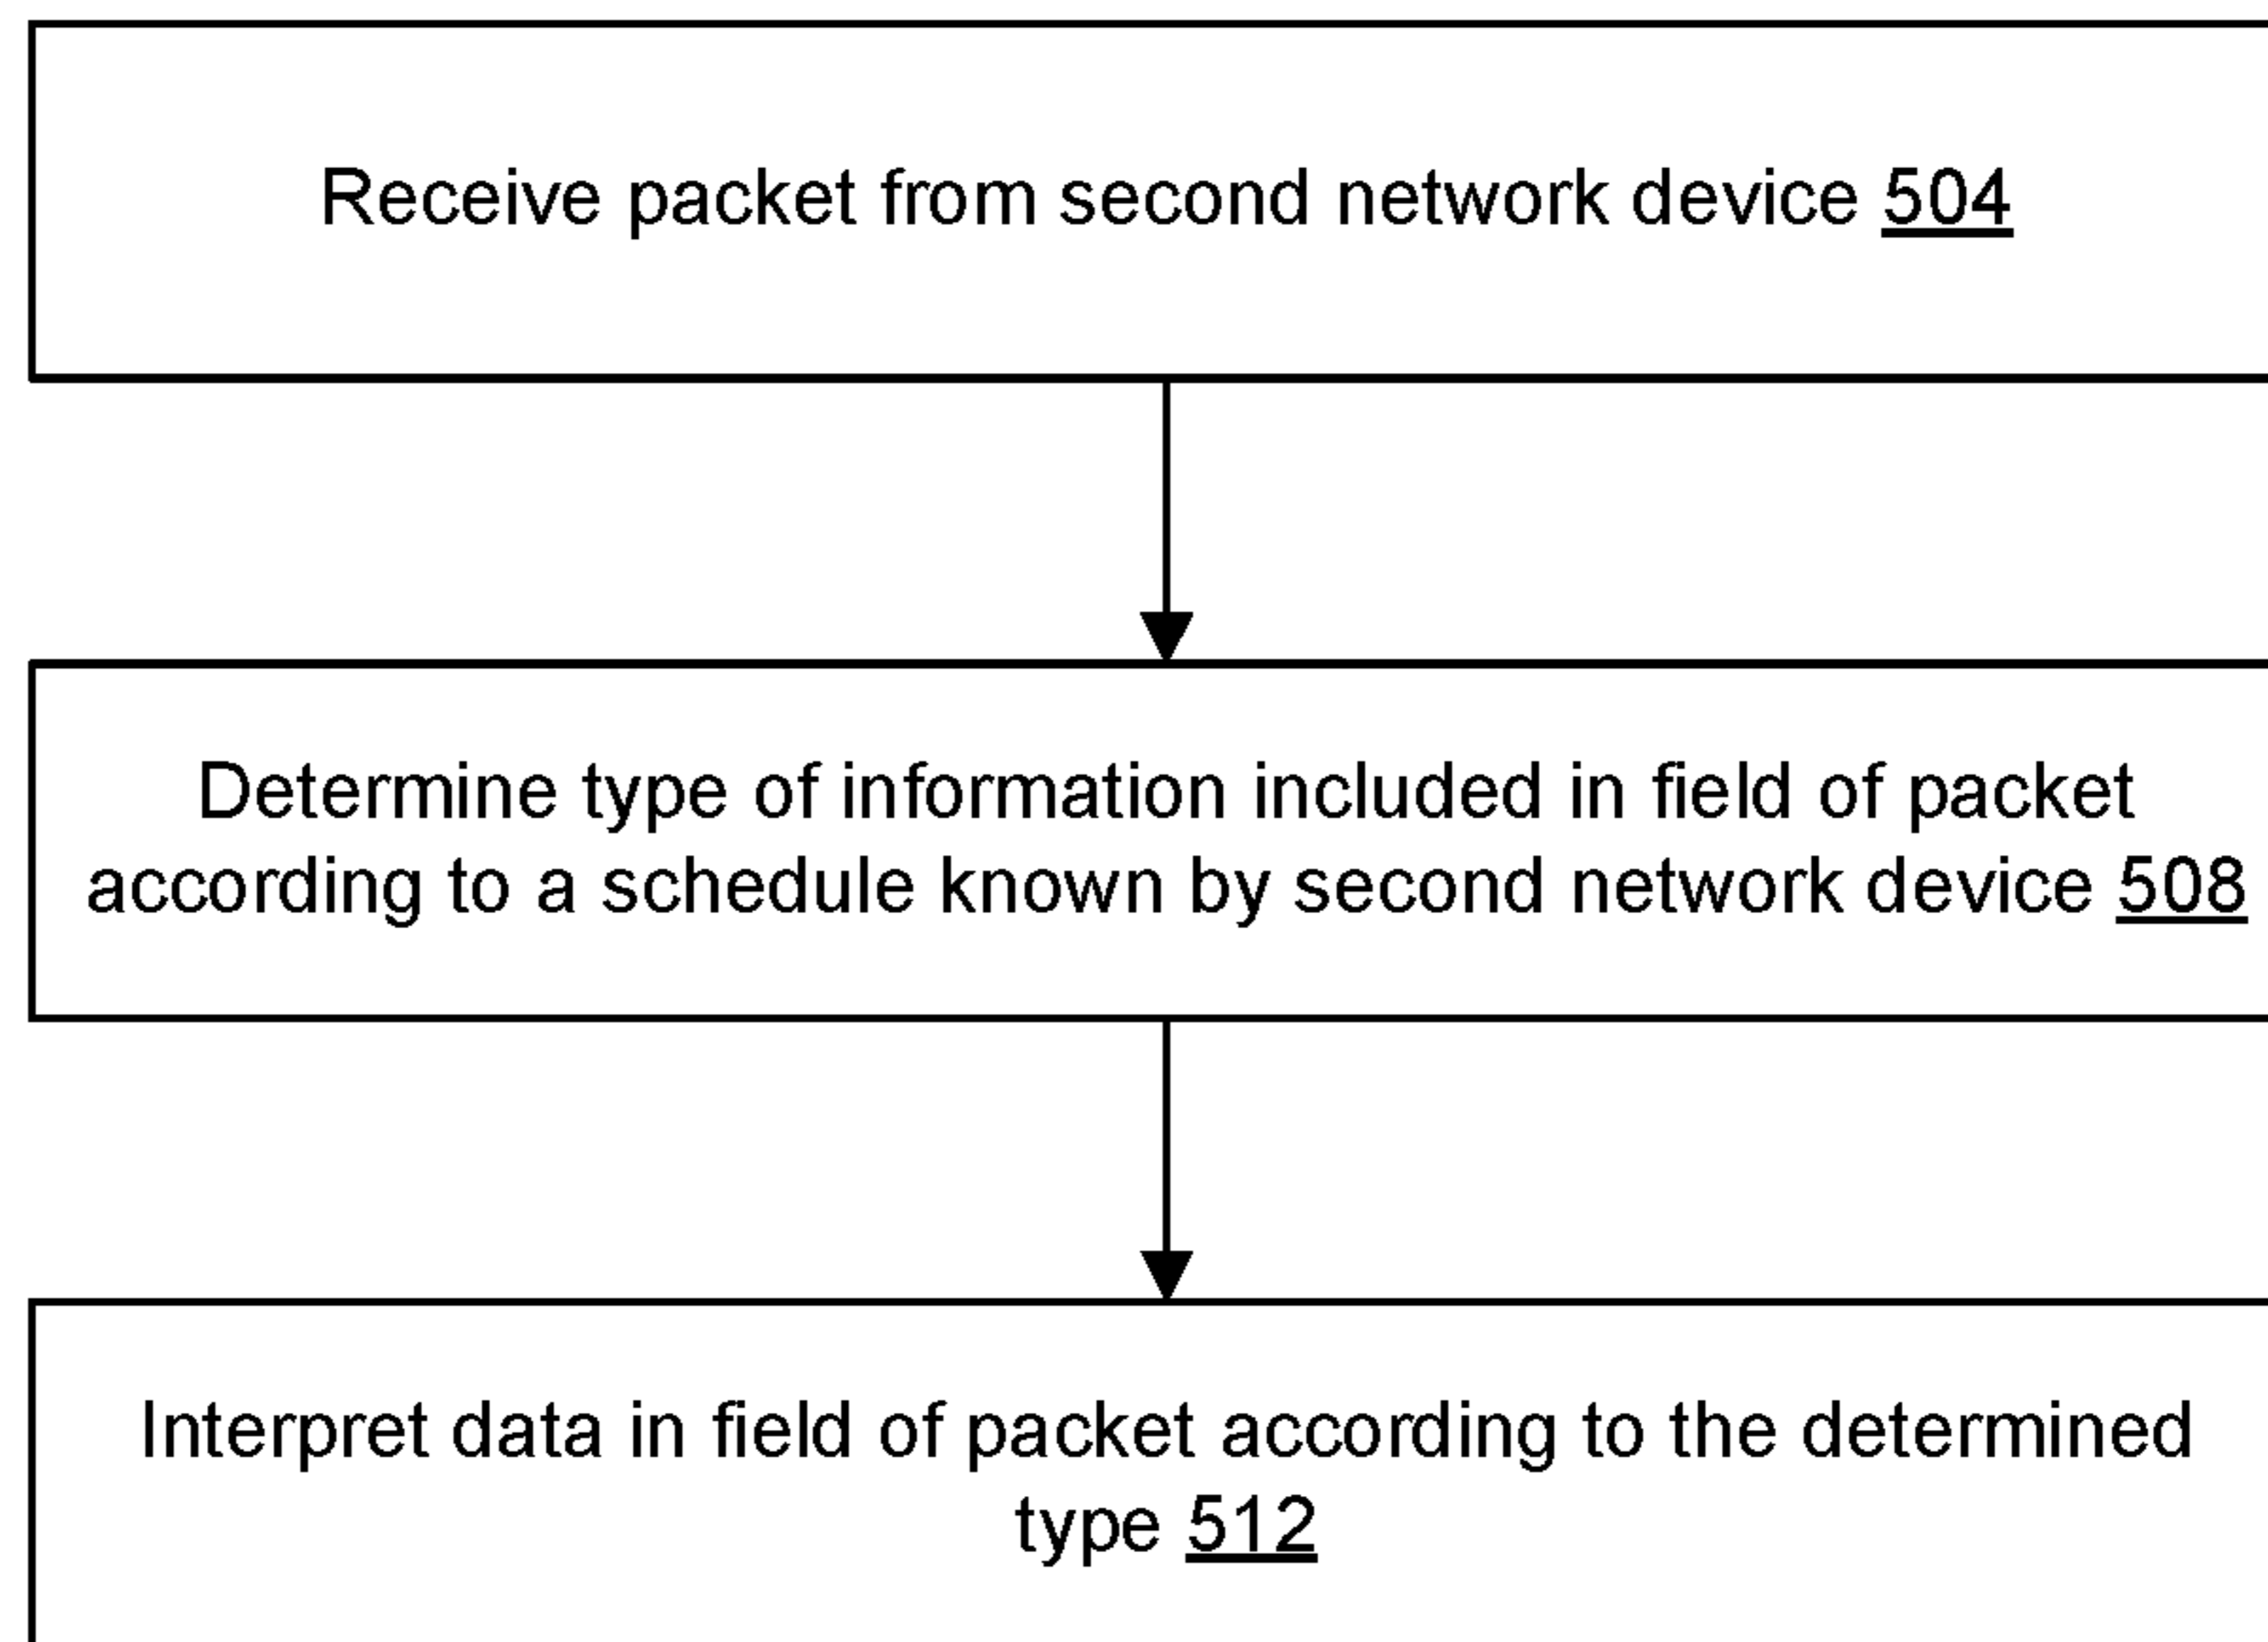 Receive packet from second network device 504
Determine type of information included in field of packet
according to a schedule known by second network device 508
Interpret data in field of packet according to the determined
type 512